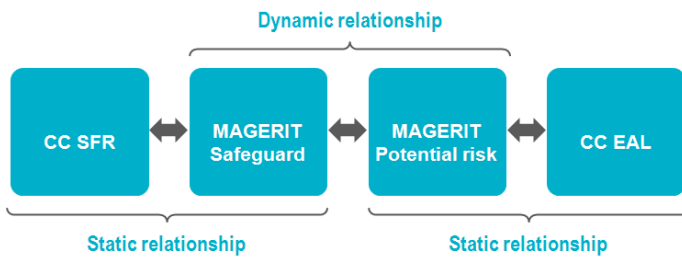 Dynamic relationship
CC SFR
MAGERIT
Safeguard
MAGERIT
Potential risk
CC EAL
Static relationship
Static relationship